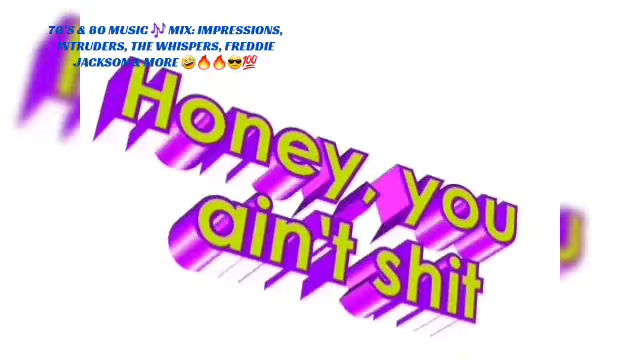 70'S & 80 MUSIC 🎶 MIX: IMPRESSIONS,
INTRUDERS, THE WHISPERS, FREDDIE
JACKSON & MORE 🤣🔥🔥😎💯
Honey, you
ain't shit